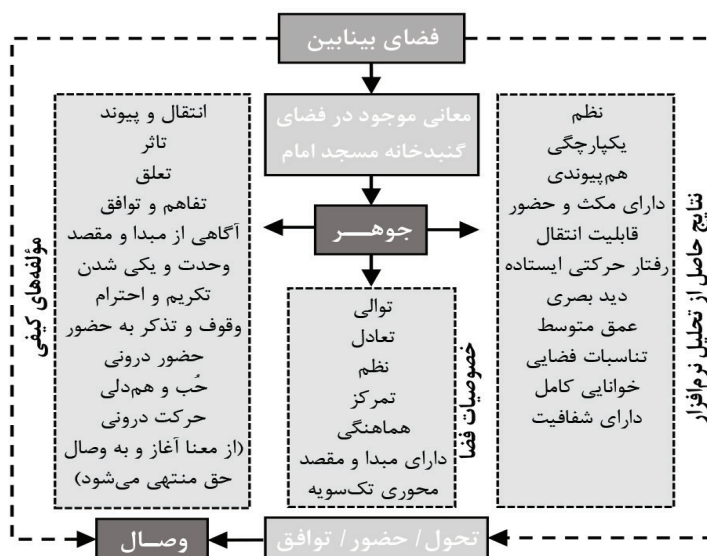 فضای بینابین
معانی موجود در فضای
گنبدخانه مسجد امام
جوهــر
نتایج حاصل از تحلیل نرم‌افزار
نظم
یکپارچگی
هم‌پیوندی
دارای مکث و حضور
قابلیت انتقال
رفتار حرکتی ایستاده
دید بصری
عمق متوسط
تناسبات فضایی
خوانایی کامل
دارای شفافیت
خصوصیات فضا
توالی
تعادل
نظم
تمرکز
هماهنگی
دارای مبدا و مقصد
محوری تک‌سویه
مؤلفه‌های کیفی
انتقال و پیوند
تاثر
تعلق
تفاهم و توافق
آگاهی از مبدا و مقصد
وحدت و یکی شدن
تکریم و احترام
وقوف و تذکر به حضور
حضور درونی
حُب و هم‌دلی
حرکت درونی
(از معنا آغاز و به وصال
حق منتهی می‌شود)
تحول/ حضور/ توافق
وصــال